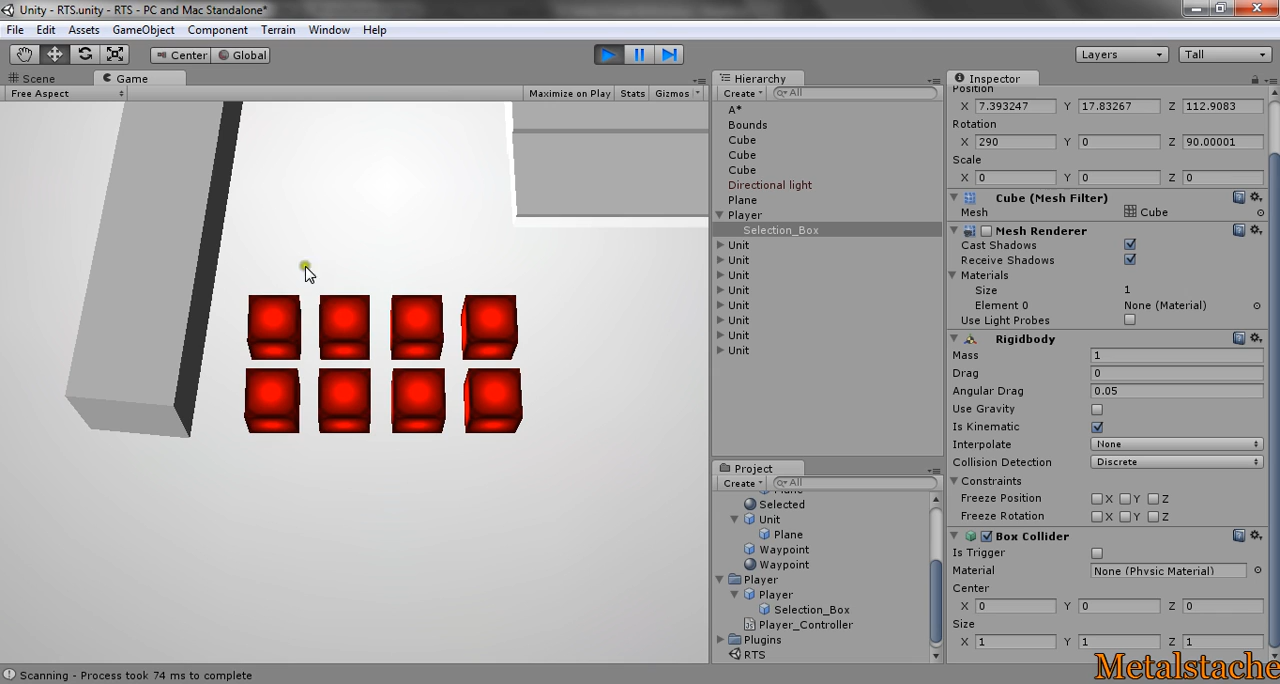 Unity - RTS.unity - RTS - PC and Mac Standalone*
File Edit Assets GameObject Component Terrain Window Help
Center Global Layers Tall
Scene Game
Free Aspect Maximize on Play Stats Gizmos
Hierarchy
Create All
A*
Bounds
Cube
Cube
Cube
Directional light
Plane
Player
Selection_Box
Unit
Unit
Unit
Unit
Unit
Unit
Unit
Unit
Project
Create All
Plane
Selected
Unit
Plane
Waypoint
Waypoint
Player
Player
Selection_Box
Player_Controller
Plugins
RTS
Inspector
Position
X 7.393247 Y 17.83267 Z 112.9083
Rotation
X 290 Y 0 Z 90.00001
Scale
X 0 Y 0 Z 0
Cube (Mesh Filter)
Mesh Cube
Mesh Renderer
Cast Shadows
Receive Shadows
Materials
Size 1
Element 0 None (Material)
Use Light Probes
Rigidbody
Mass 1
Drag 0
Angular Drag 0.05
Use Gravity
Is Kinematic
Interpolate None
Collision Detection Discrete
Constraints
Freeze Position X Y Z
Freeze Rotation X Y Z
Box Collider
Is Trigger
Material None (Physic Material)
Center
X 0 Y 0 Z 0
Size
X 1 Y 1 Z 1
Scanning - Process took 74 ms to complete
Metalstache